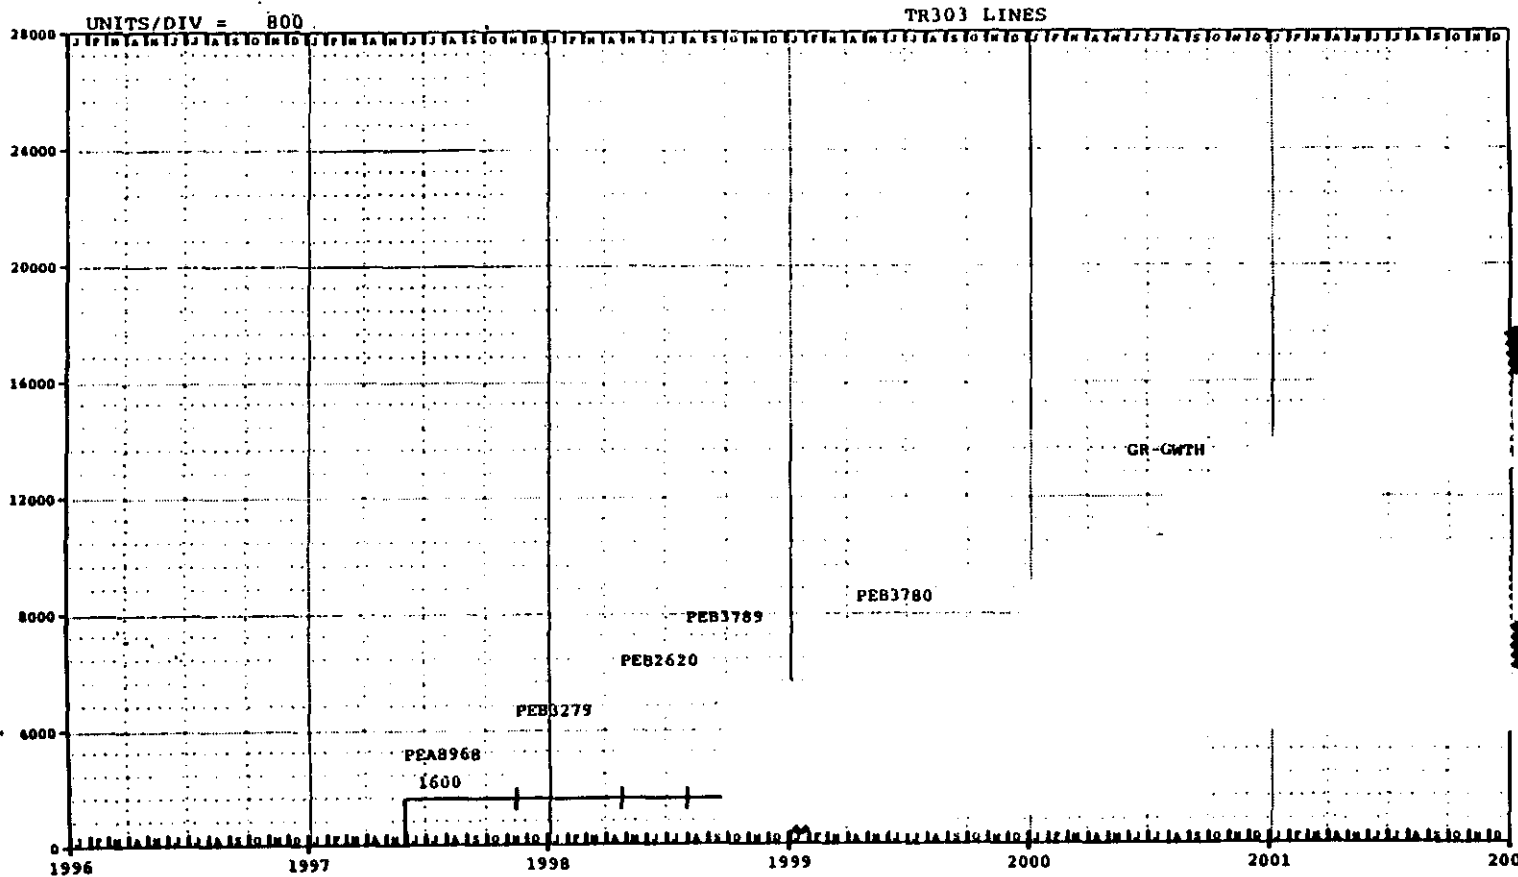 UNITS/DIV = 800
TR303 LINES
28000
J F M A M J J A S O N D J F M A M J J A S O N D J F M A M J J A S O N D J F M A M J J A S O N D J F M A M J J A S O N D J F M A M J J A S O N D
24000
20000
16000
GR-GWTH
12000
PEB3780
8000
PEB3789
PEB2620
PEB3279
4000
PEA8968
1600
0
J F M A M J J A S O N D J F M A M J J A S O N D J F M A M J J A S O N D J F M A M J J A S O N D J F M A M J J A S O N D J F M A M J J A S O N D
1996 1997 1998 1999 2000 2001 200